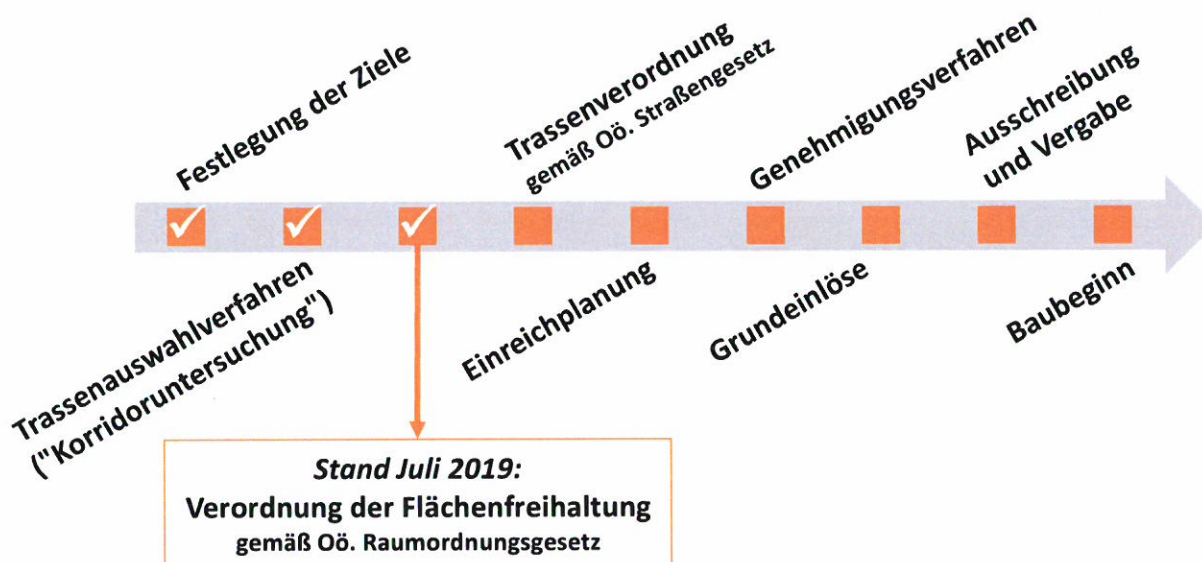 Festlegung der Ziele
Trassenauswahlverfahren
("Korridoruntersuchung")
Stand Juli 2019:
Verordnung der Flächenfreihaltung
gemäß Oö. Raumordnungsgesetz
Trassenverordnung
gemäß Oö. Straßengesetz
Einreichplanung
Genehmigungsverfahren
Grundeinlöse
Ausschreibung
und Vergabe
Baubeginn